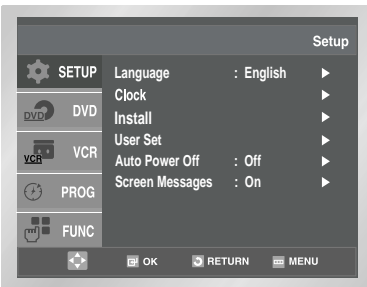 Setup
SETUP
DVD DVD
VCR VCR
PROG
FUNC
Language : English
Clock
Install
User Set
Auto Power Off : Off
Screen Messages : On
OK RETURN MENU